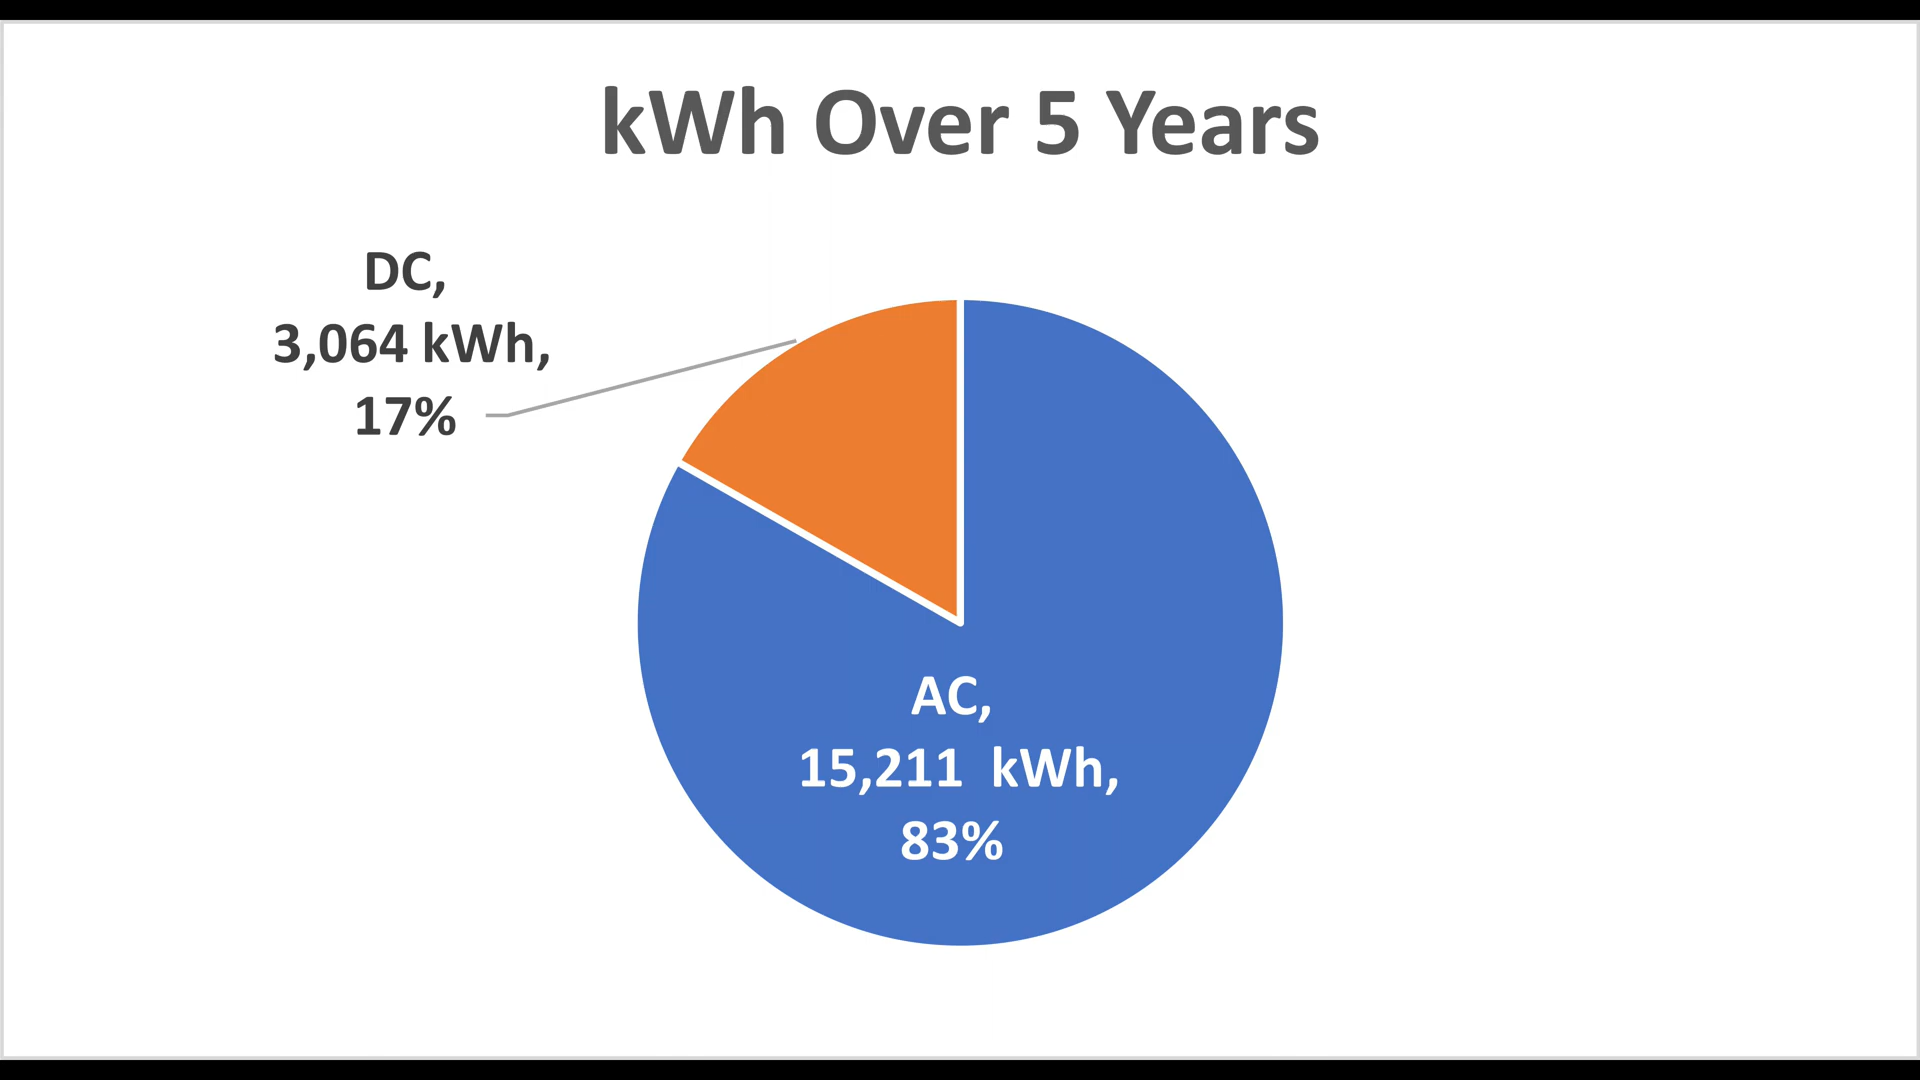 kWh Over 5 Years
DC,
3,064 kWh,
17%
AC,
15,211  kWh,
83%